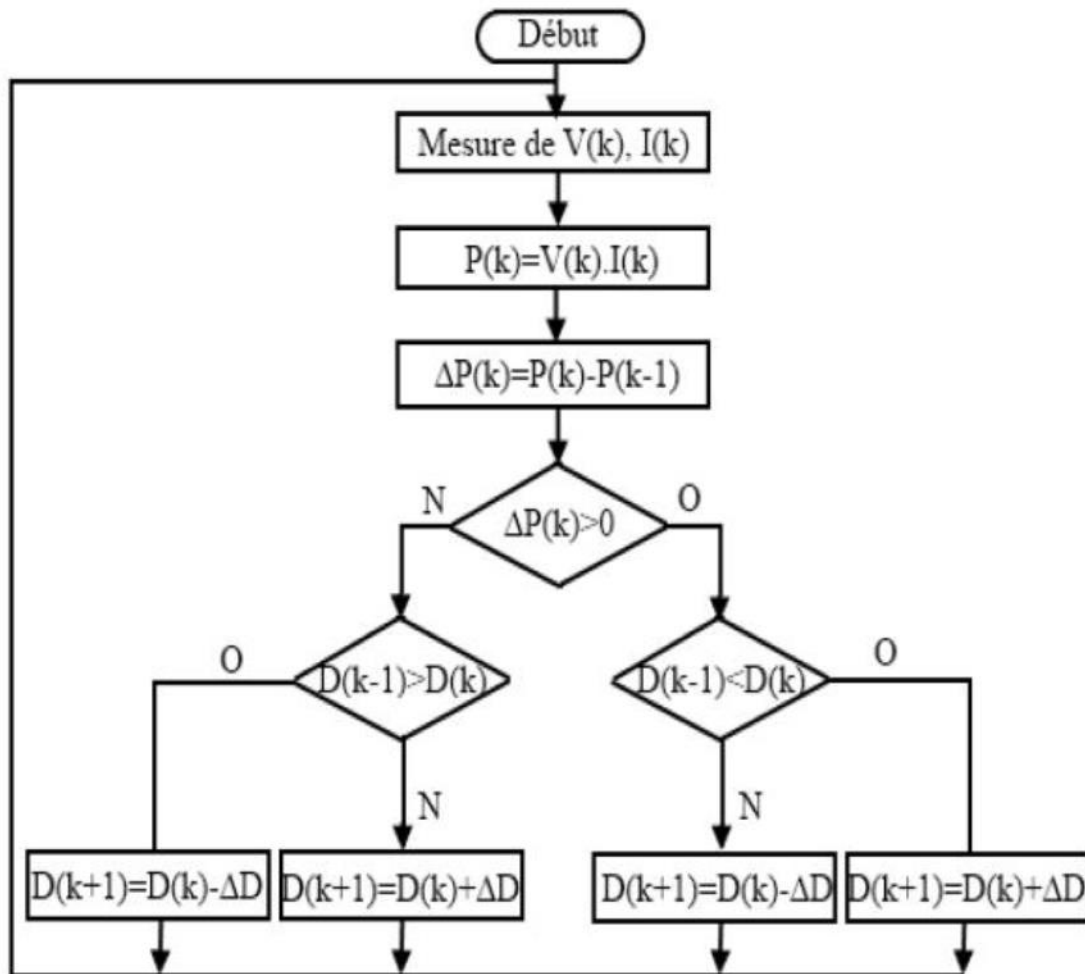 Début
Mesure de V(k), I(k)
P(k)=V(k).I(k)
ΔP(k)=P(k)-P(k-1)
N
ΔP(k)>0
O
O
D(k-1)>D(k)
D(k-1)<D(k)
O
N
N
D(k+1)=D(k)-ΔD
D(k+1)=D(k)+ΔD
D(k+1)=D(k)-ΔD
D(k+1)=D(k)+ΔD